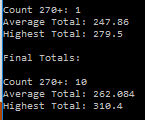 Count 270+: 1
Average Total: 247.86
Highest Total: 279.5
Final Totals:
Count 270+: 10
Average Total: 262.084
Highest Total: 310.4